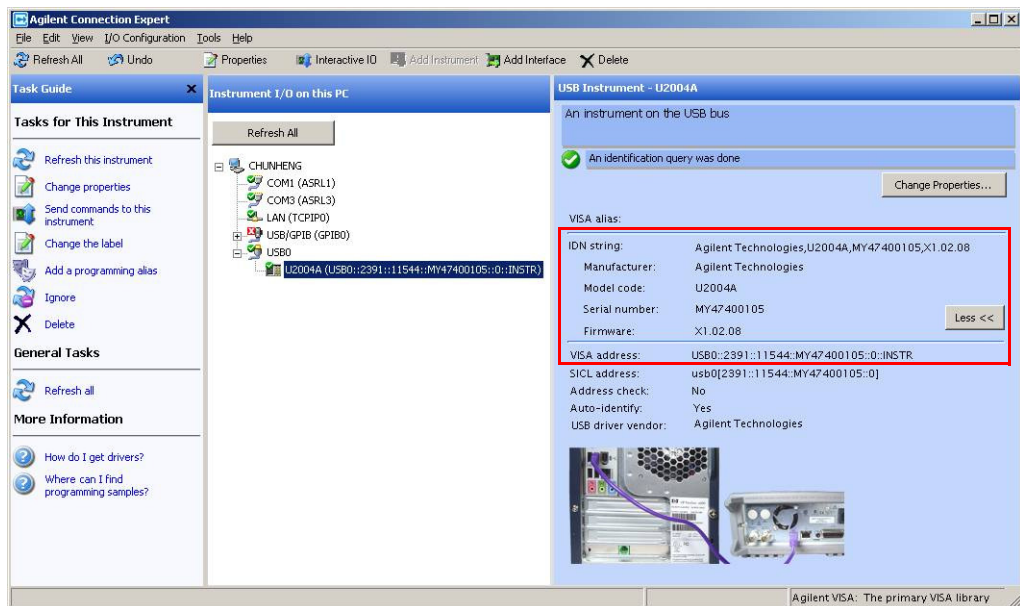 Agilent Connection Expert
File Edit View I/O Configuration Tools Help
Refresh All Undo Properties Interactive IO Add Instrument Add Interface Delete
Task Guide
Tasks for This Instrument
Refresh this instrument
Change properties
Send commands to this
instrument
Change the label
Add a programming alias
Ignore
Delete
General Tasks
Refresh all
More Information
How do I get drivers?
Where can I find
programming samples?
Instrument I/O on this PC
Refresh All
CHUNHENG
COM1 (ASRL1)
COM3 (ASRL3)
LAN (TCPIP0)
USB/GPIB (GPIB0)
USB0
U2004A (USB0::2391::11544::MY47400105::0::INSTR)
USB Instrument - U2004A
An instrument on the USB bus
An identification query was done
Change Properties...
VISA alias:
IDN string: Agilent Technologies,U2004A,MY47400105,X1.02.08
Manufacturer: Agilent Technologies
Model code: U2004A
Serial number: MY47400105
Less <<
Firmware: X1.02.08
VISA address: USB0::2391::11544::MY47400105::0::INSTR
SICL address: usb0[2391::11544::MY47400105::0]
Address check: No
Auto-identify: Yes
USB driver vendor: Agilent Technologies
Agilent VISA: The primary VISA library